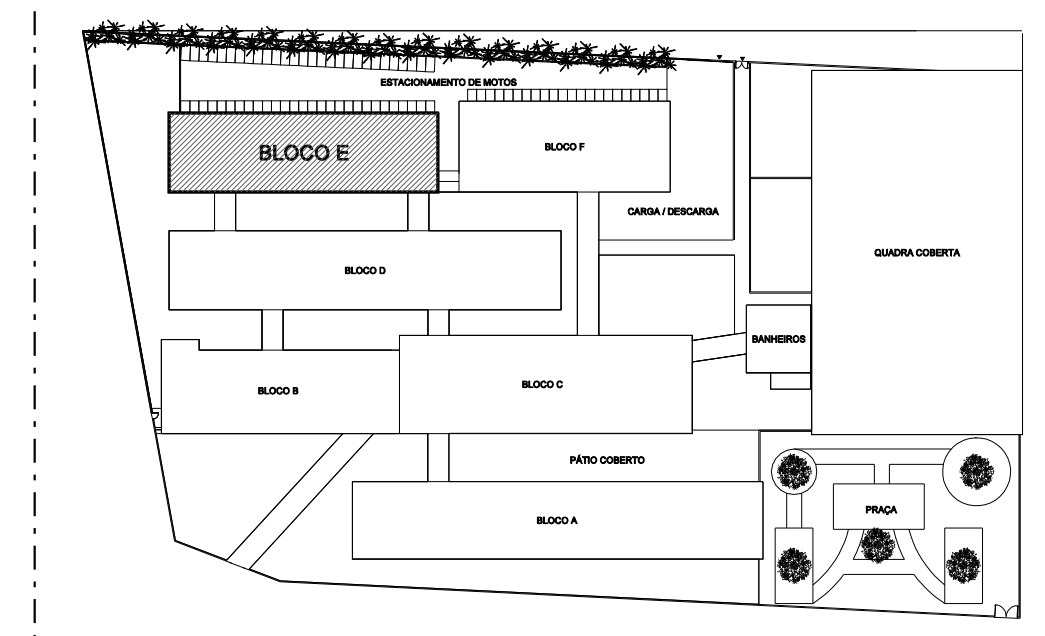 ESTACIONAMENTO DE MOTOS
BLOCO E
BLOCO F
CARGA / DESCARGA
QUADRA COBERTA
BLOCO D
BANHEIROS
BLOCO B
BLOCO C
PÁTIO COBERTO
PRAÇA
BLOCO A